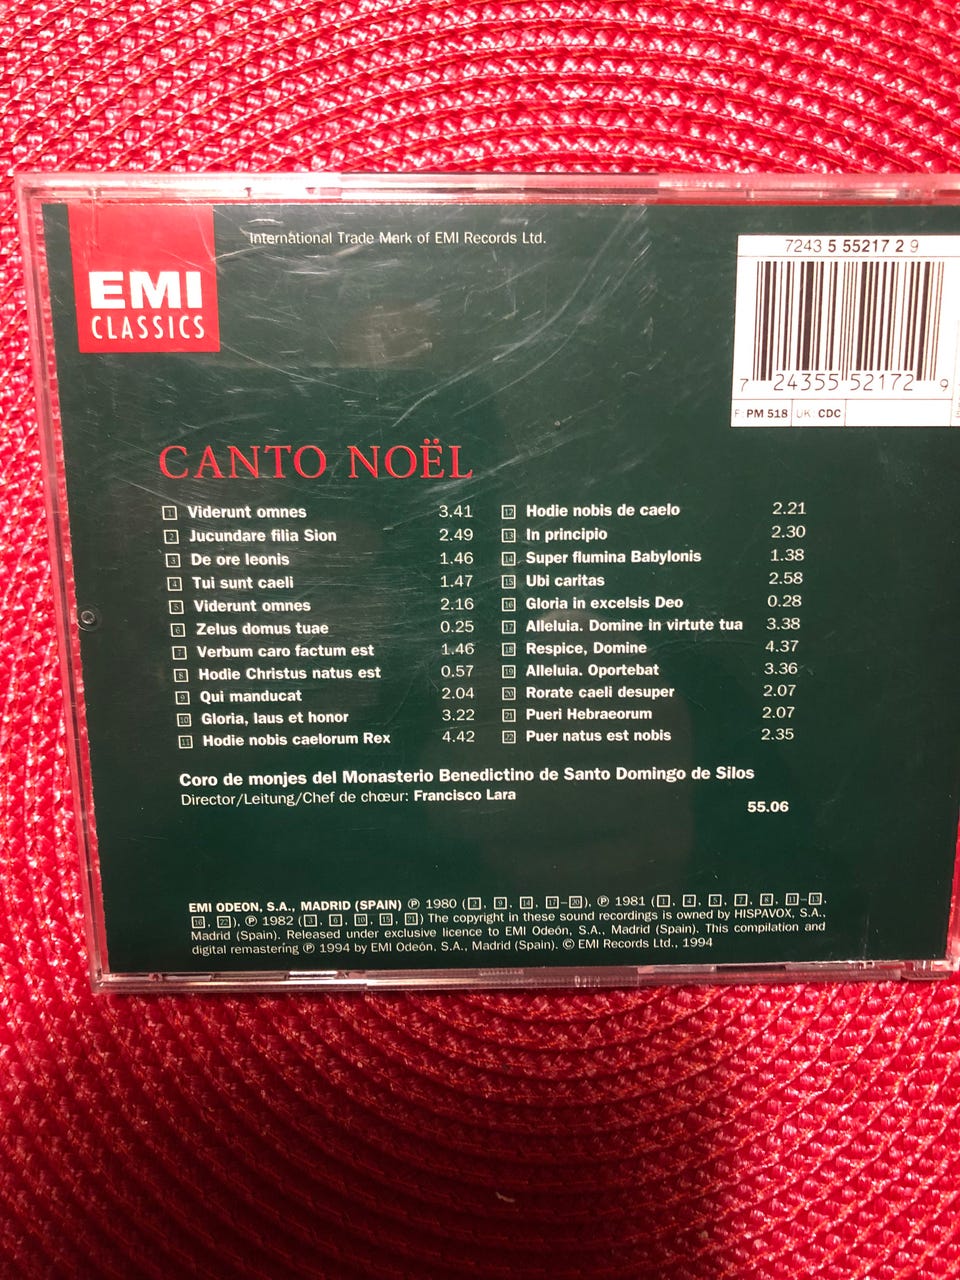 EMI
CLASSICS
International Trade Mark of EMI Records Ltd.
7243 5 55217 2 9
7 24355 52172 9
F: PM 518 UK: CDC
CANTO NOËL
1 Viderunt omnes 3.41
2 Jucundare filia Sion 2.49
3 De ore leonis 1.46
4 Tui sunt caeli 1.47
5 Viderunt omnes 2.16
6 Zelus domus tuae 0.25
7 Verbum caro factum est 1.46
8 Hodie Christus natus est 0.57
9 Qui manducat 2.04
10 Gloria, laus et honor 3.22
11 Hodie nobis caelorum Rex 4.42
12 Hodie nobis de caelo 2.21
13 In principio 2.30
14 Super flumina Babylonis 1.38
15 Ubi caritas 2.58
16 Gloria in excelsis Deo 0.28
17 Alleluia. Domine in virtute tua 3.38
18 Respice, Domine 4.37
19 Alleluia. Oportebat 3.36
20 Rorate caeli desuper 2.07
21 Pueri Hebraeorum 2.07
22 Puer natus est nobis 2.35
Coro de monjes del Monasterio Benedictino de Santo Domingo de Silos
Director/Leitung/Chef de chœur: Francisco Lara
55.06
EMI ODEON, S.A., MADRID (SPAIN) ℗ 1980 (2, 9, 14, 17–20), ℗ 1981 (1, 4, 5, 7, 8, 11–13,
16, 22), ℗ 1982 (3, 6, 10, 15, 21) The copyright in these sound recordings is owned by HISPAVOX, S.A.,
Madrid (Spain). Released under exclusive licence to EMI Odeón, S.A., Madrid (Spain). This compilation and
digital remastering ℗ 1994 by EMI Odeón, S.A., Madrid (Spain). © EMI Records Ltd., 1994